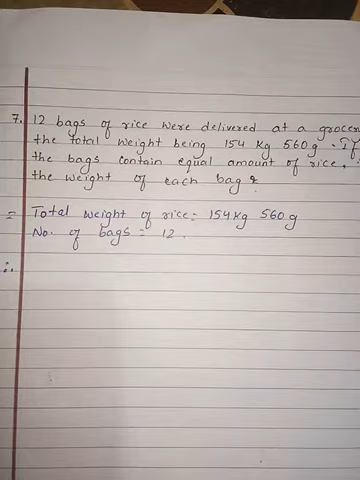 7. 12 bags of rice were delivered at a grocer
the total weight being 154 Kg 560 g. If
the bags contain equal amount of rice.
the weight of each bag?
= Total weight of rice = 154 Kg 560 g
No. of bags = 12.
∴